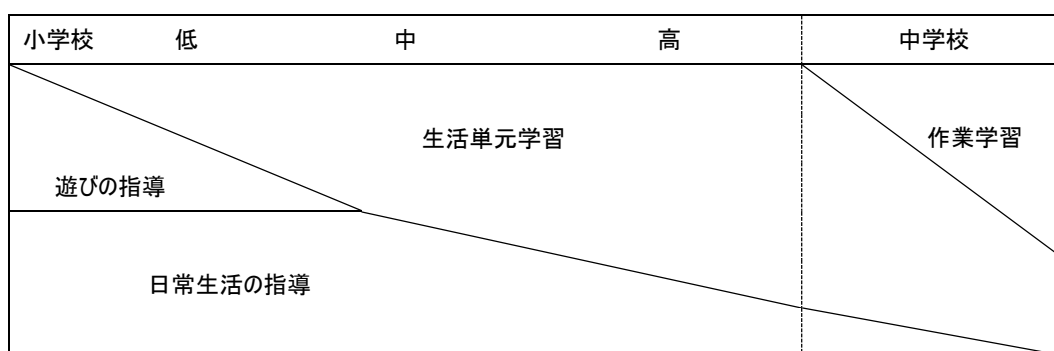 小学校 低 中 高 中学校
作業学習
生活単元学習
遊びの指導
日常生活の指導